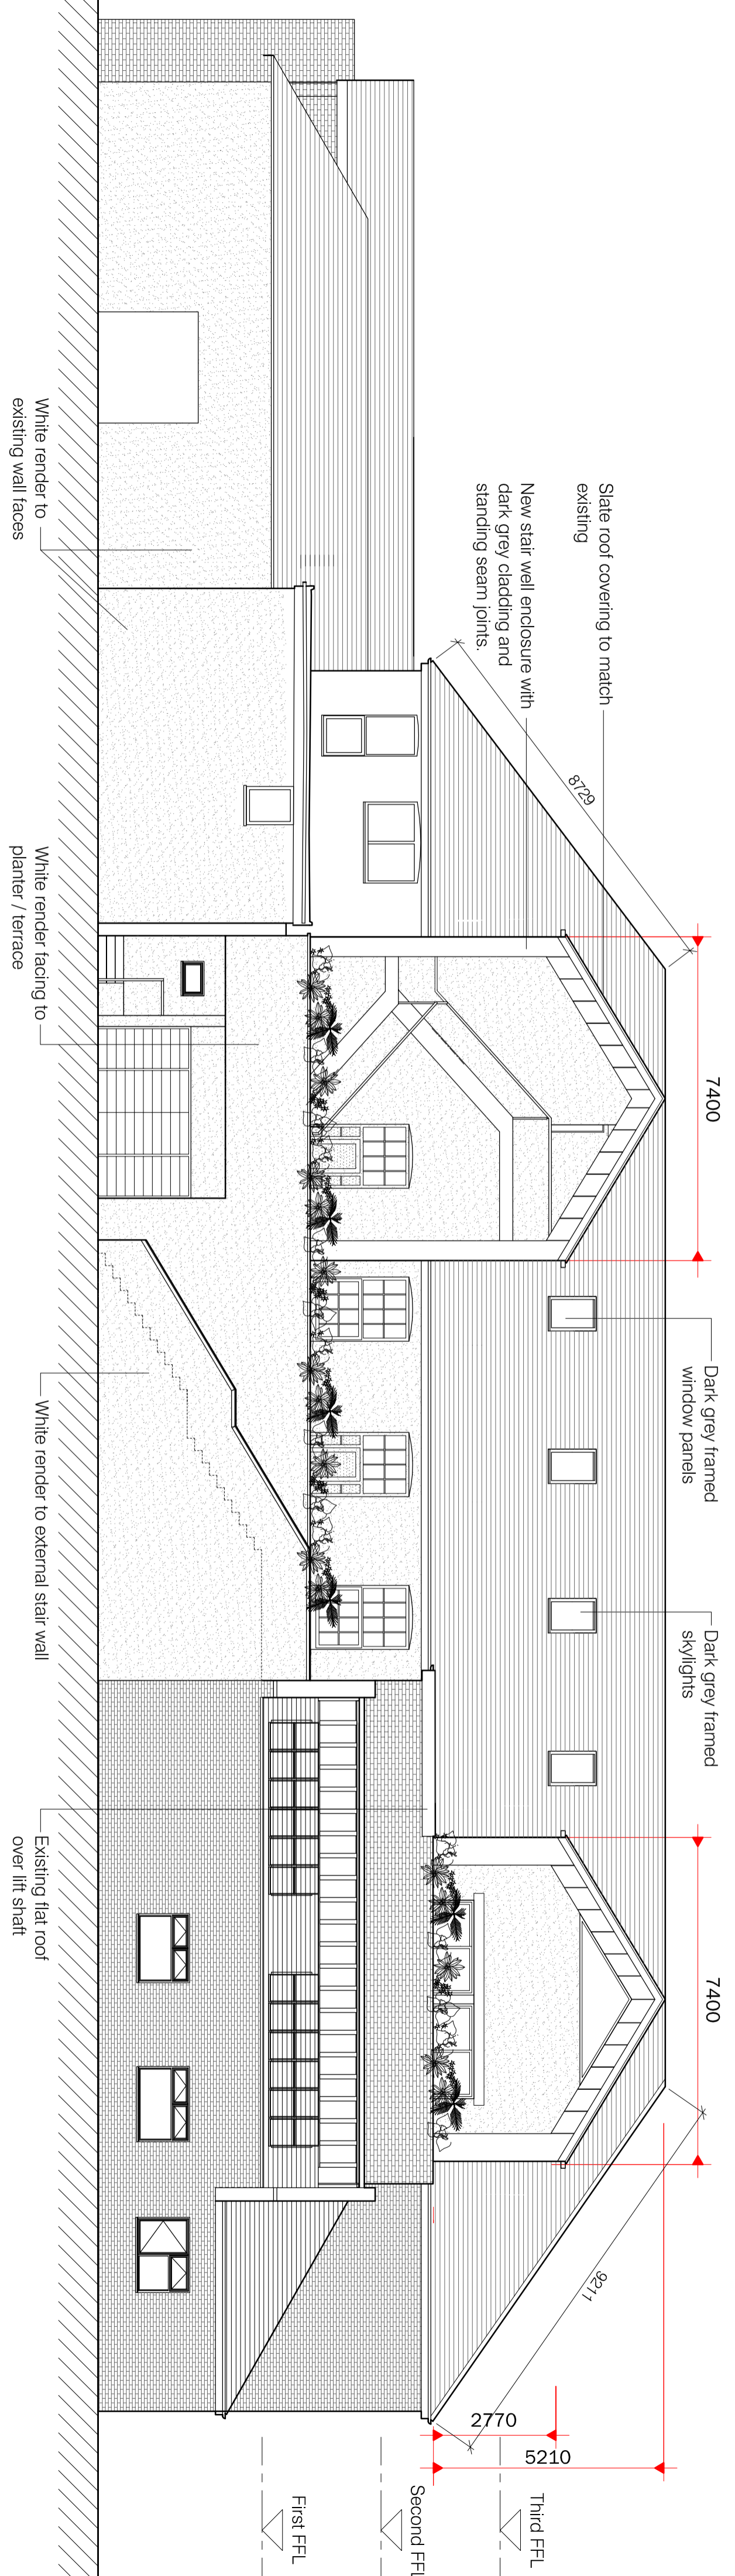 Slate roof covering to match
existing
New stair well enclosure with
dark grey cladding and
standing seam joints.
8729
7400
Dark grey framed
window panels
Dark grey framed
skylights
7400
9211
2770
5210
Third FFL
Second FFL
First FFL
White render to
existing wall faces
White render facing to
planter / terrace
White render to external stair wall
Existing flat roof
over lift shaft